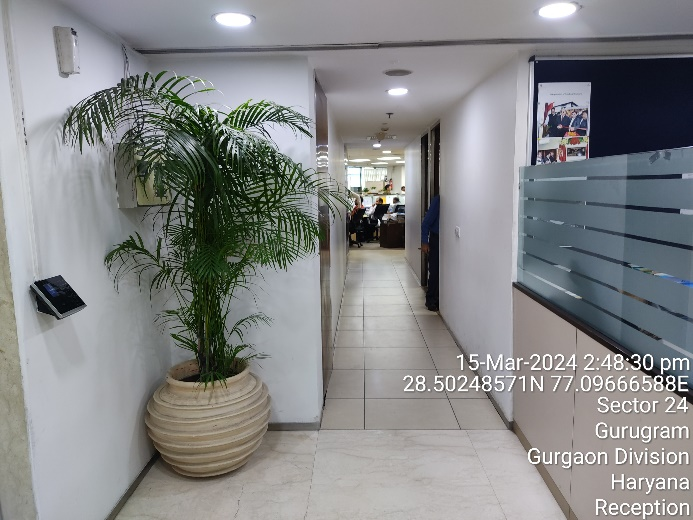 15-Mar-2024 2:48:30 pm
28.50248571N 77.09666588E
Sector 24
Gurugram
Gurgaon Division
Haryana
Reception